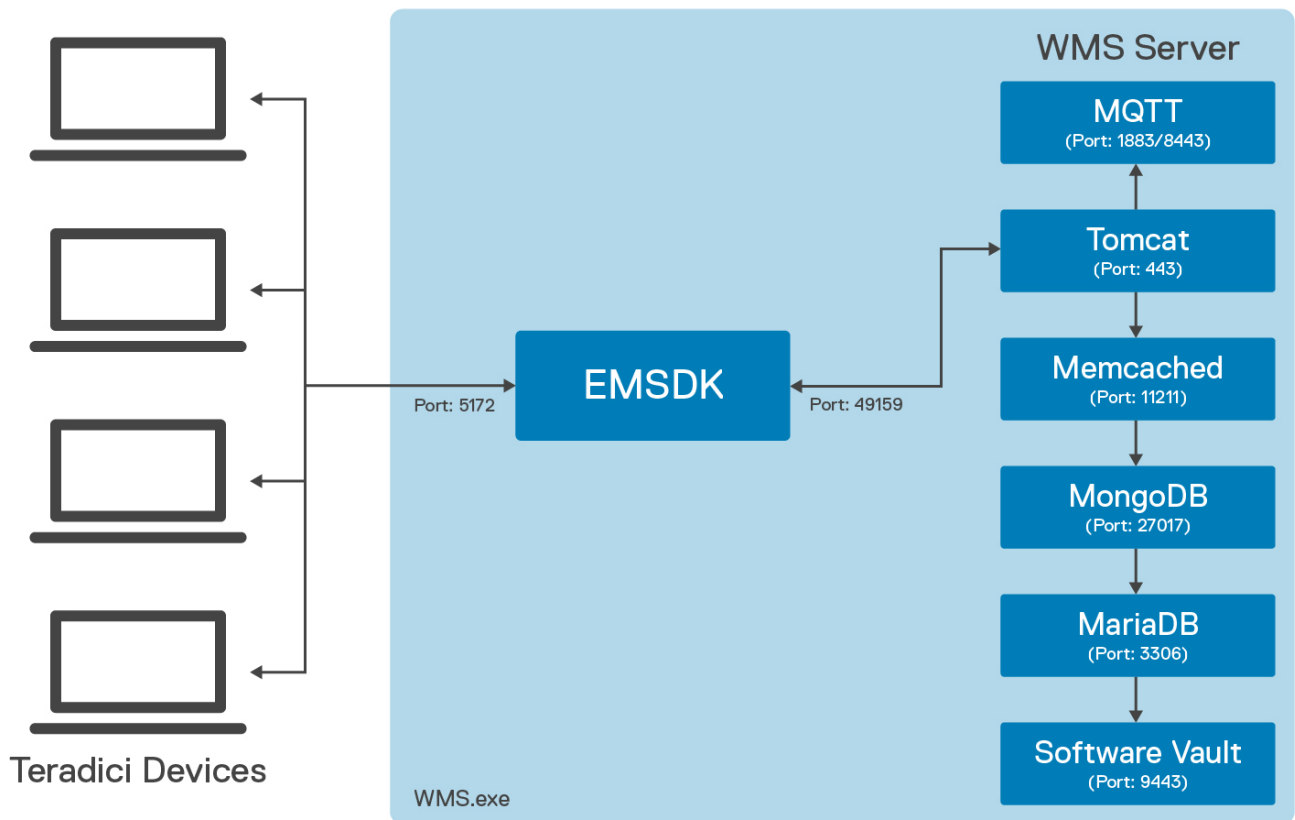 WMS Server
MQTT
(Port: 1883/8443)
Tomcat
(Port: 443)
Memcached
(Port: 11211)
MongoDB
(Port: 27017)
MariaDB
(Port: 3306)
Software Vault
(Port: 9443)
EMSDK
Port: 5172
Port: 49159
Teradici Devices
WMS.exe